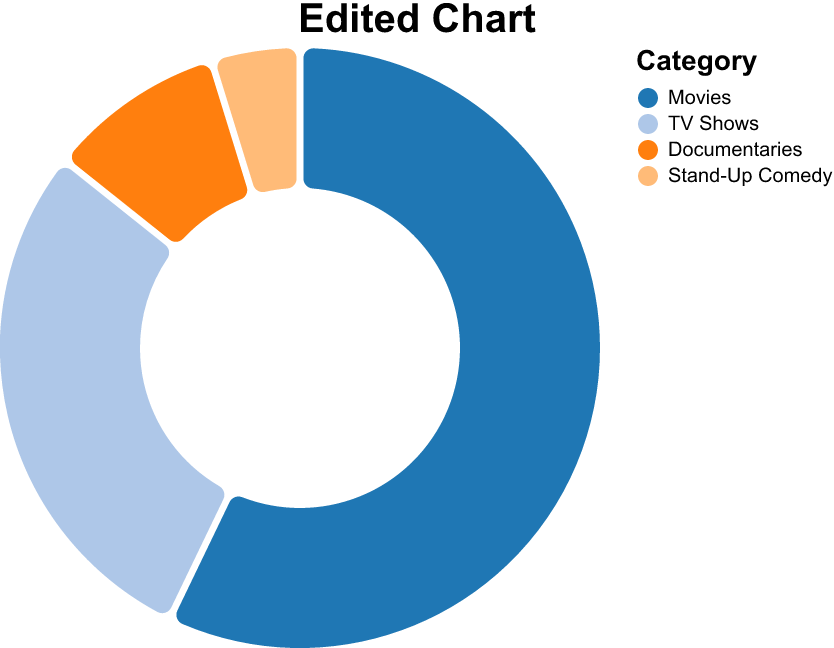 Edited Chart
Category
Movies
TV Shows
Documentaries
Stand-Up Comedy